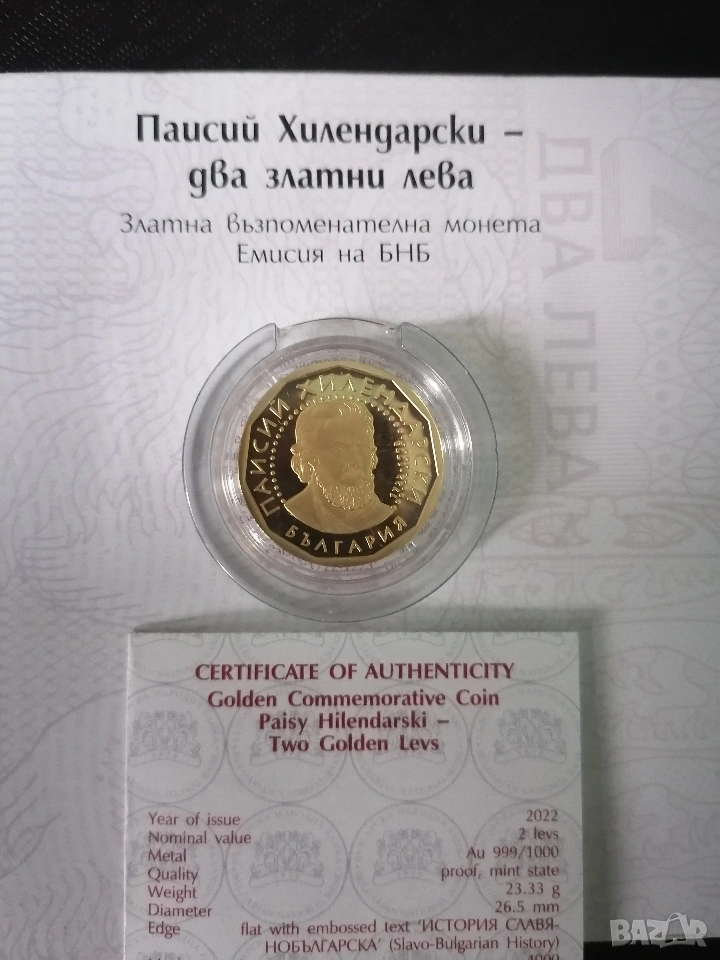 Паисий Хилендарски –
два златни лева
Златна възпоменателна монета
Емисия на БНБ
ДВА ЛЕВА
ПАИСИЙ ХИЛЕНДАРСКИ
БЪЛГАРИЯ
CERTIFICATE OF AUTHENTICITY
Golden Commemorative Coin
Paisy Hilendarski –
Two Golden Levs
Year of issue 2022
Nominal value 2 levs
Metal Au 999/1000
Quality proof, mint state
Weight 23.33 g
Diameter 26.5 mm
Edge flat with embossed text 'ИСТОРИЯ СЛАВЯ-
НОБЪЛГАРСКА' (Slavo-Bulgarian History)
BAZAR